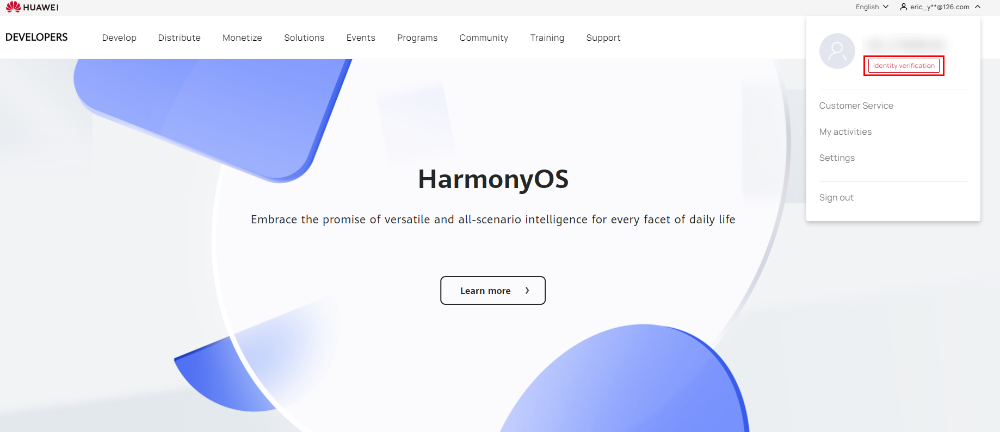 HUAWEI
English
eric_y**@126.com
DEVELOPERS
Develop
Distribute
Monetize
Solutions
Events
Programs
Community
Training
Support
Identity verification
Customer Service
My activities
Settings
Sign out
HarmonyOS
Embrace the promise of versatile and all-scenario intelligence for every facet of daily life
Learn more